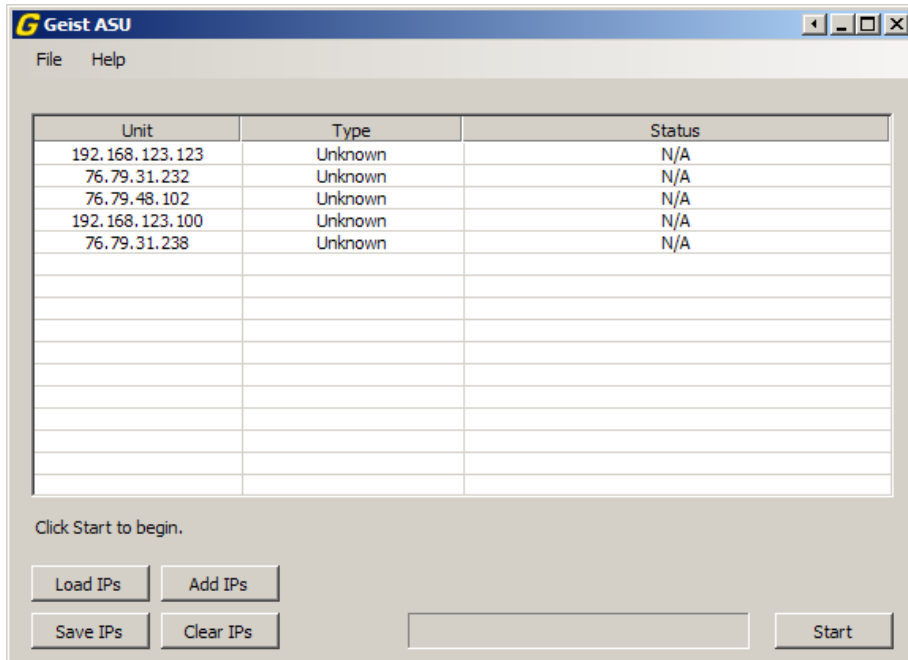 G Geist ASU
File Help
Unit Type Status
192.168.123.123 Unknown N/A
76.79.31.232 Unknown N/A
76.79.48.102 Unknown N/A
192.168.123.100 Unknown N/A
76.79.31.238 Unknown N/A
Click Start to begin.
Load IPs Add IPs
Save IPs Clear IPs Start